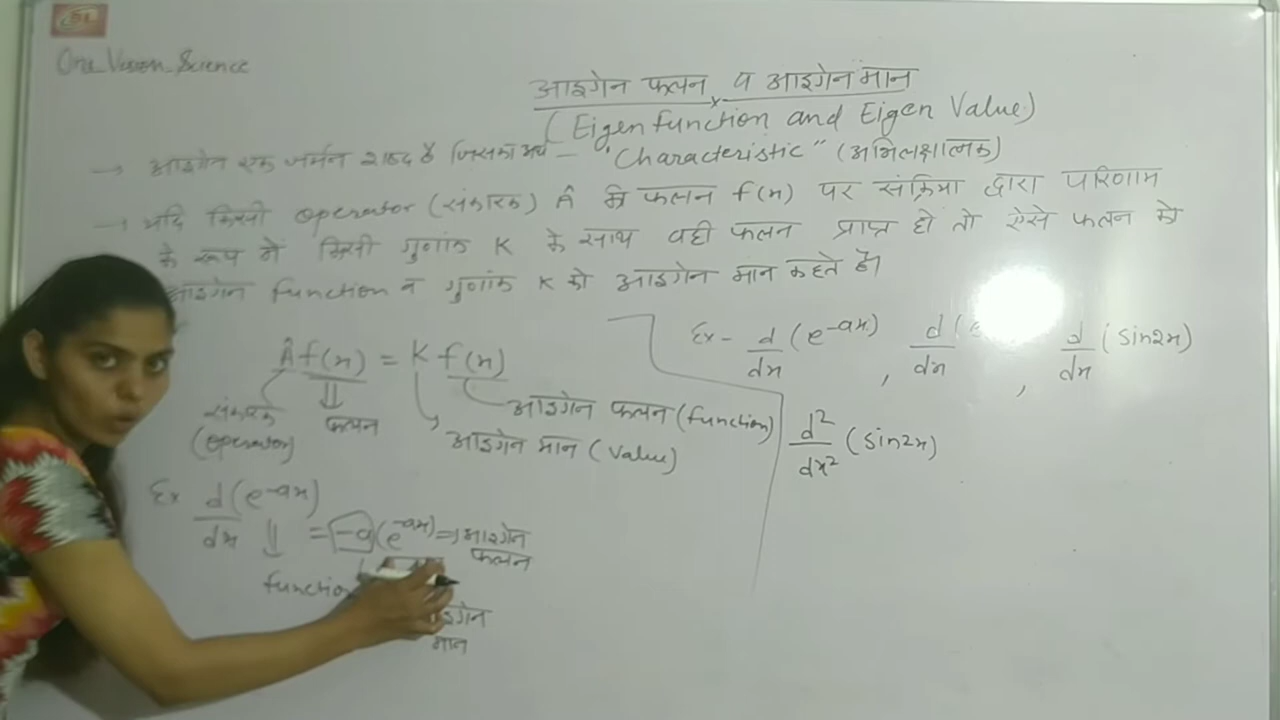 One Vision Science
आइगेन फलन व आइगेन मान
(Eigen function and Eigen Value)
→ आइगेन एक जर्मन शब्द है जिसका अर्थ – "Characteristic" (अभिलक्षात्मक)
→ यदि किसी operator (संकारक) Â की फलन f(x) पर संक्रिया द्वारा परिणाम
के रूप में किसी गुणांक K के साथ वही फलन प्राप्त हो तो ऐसे फलन को
आइगेन function व गुणांक K को आइगेन मान कहते है।
Â f(x) = K f(x)
संकारक
(operator)
फलन
आइगेन फलन (function)
आइगेन मान (Value)
Ex d/dx (e^-ax)
= -a (e^-ax) ⇒ आइगेन
फलन
function
आइगेन
मान
Ex - d/dx (e^-ax) , d/dx ( , d/dx (sin2x)
d²/dx² (sin2x)